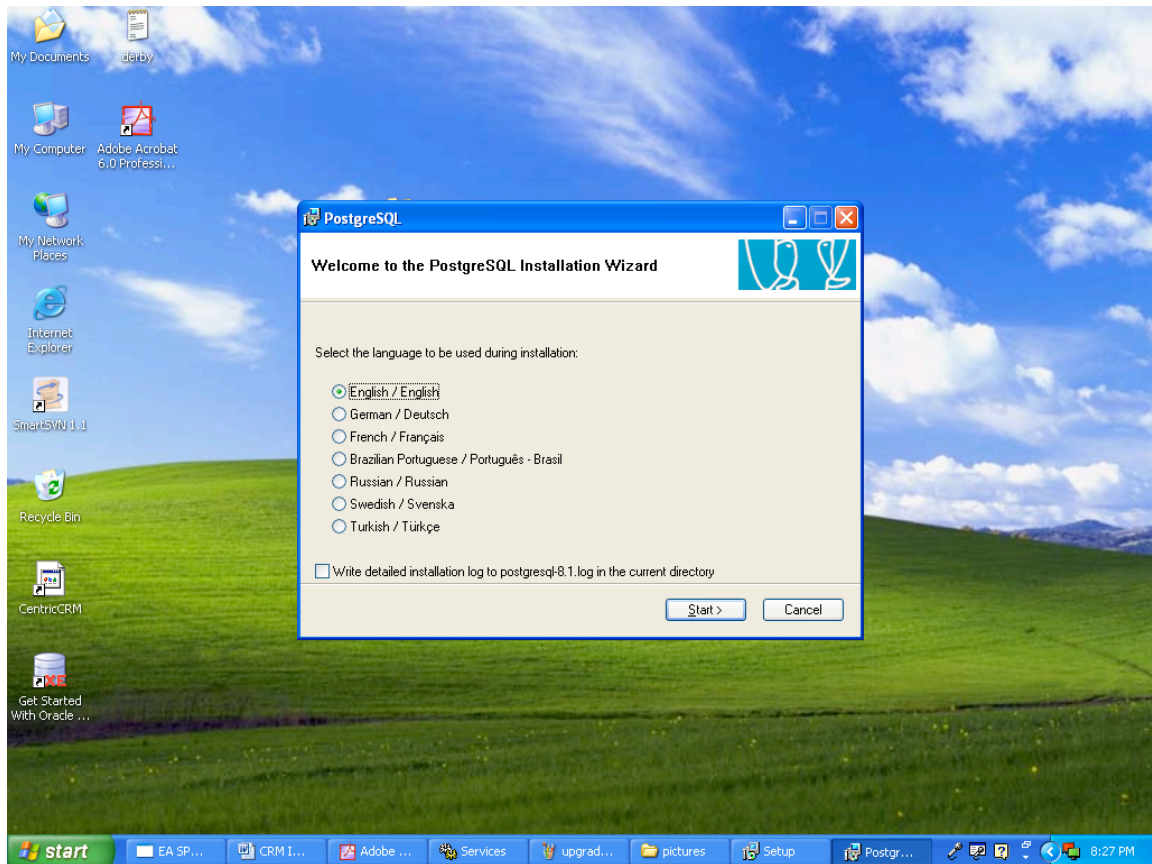 My Documents
derby
My Computer
Adobe Acrobat
6.0 Professi...
My Network
Places
Internet
Explorer
SmartSVN 1.1
Recycle Bin
CentricCRM
XE
Get Started
With Oracle ...
PostgreSQL
Welcome to the PostgreSQL Installation Wizard
Select the language to be used during installation:
English / English
German / Deutsch
French / Français
Brazilian Portuguese / Português - Brasil
Russian / Russian
Swedish / Svenska
Turkish / Türkçe
Write detailed installation log to postgresql-8.1.log in the current directory
Start >
Cancel
start
EA SP...
CRM I...
Adobe ...
Services
upgrad...
pictures
Setup
Postgr...
8:27 PM